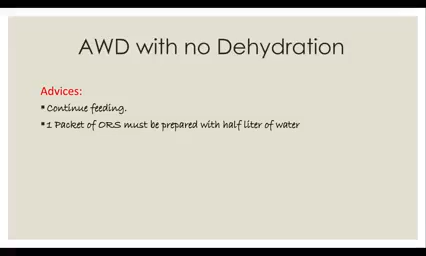 AWD with no Dehydration
Advices:
▪ Continue feeding.
▪ 1 Packet of ORS must be prepared with half liter of water